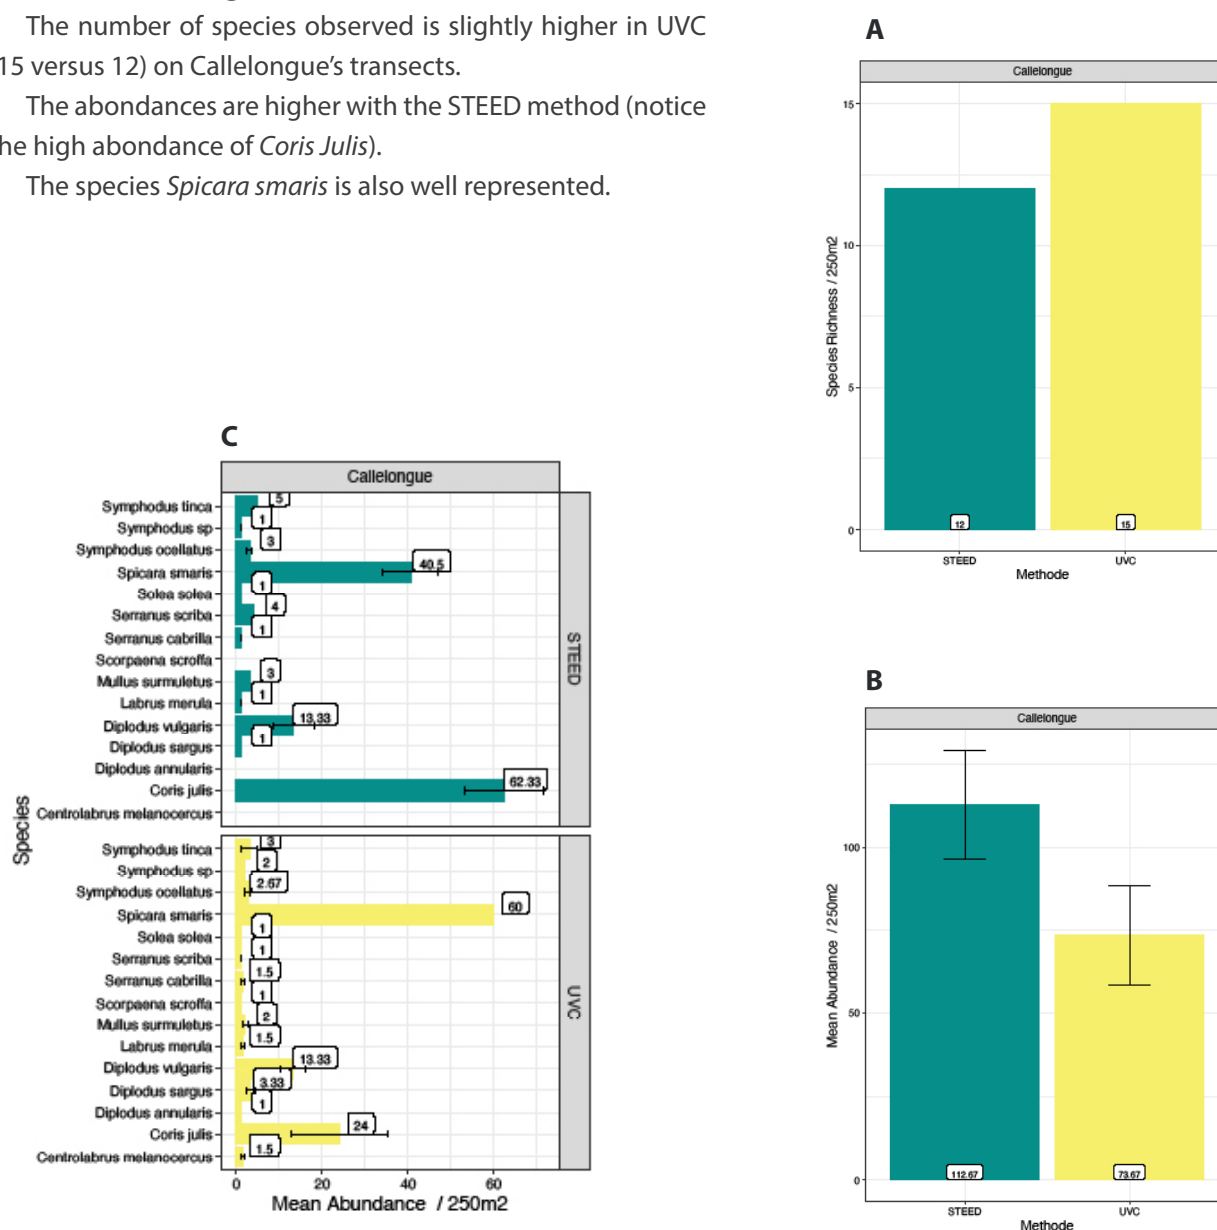 The number of species observed is slightly higher in UVC
15 versus 12) on Callelongue's transects.
The abondances are higher with the STEED method (notice
he high abondance of Coris Julis).
The species Spicara smaris is also well represented.
A
Callelongue
15
10
5
0
Species Richness / 250m2
12
15
STEED
UVC
Methode
C
Callelongue
Species
Symphodus tinca
5
Symphodus sp
1
Symphodus ocellatus
3
Spicara smaris
40.5
Solea solea
1
Serranus scriba
4
Serranus cabrilla
1
Scorpaena scroffa
Mullus surmuletus
3
Labrus merula
1
Diplodus vulgaris
13.33
Diplodus sargus
1
Diplodus annularis
Coris julis
62.33
Centrolabrus melanocercus
STEED
Symphodus tinca
3
Symphodus sp
2
Symphodus ocellatus
2.67
Spicara smaris
60
Solea solea
1
Serranus scriba
1
Serranus cabrilla
1.5
Scorpaena scroffa
1
Mullus surmuletus
2
Labrus merula
1.5
Diplodus vulgaris
13.33
Diplodus sargus
3.33
Diplodus annularis
1
Coris julis
24
Centrolabrus melanocercus
1.5
UVC
0
20
40
60
Mean Abundance / 250m2
B
Callelongue
100
50
0
Mean Abundance / 250m2
112.67
73.67
STEED
UVC
Methode